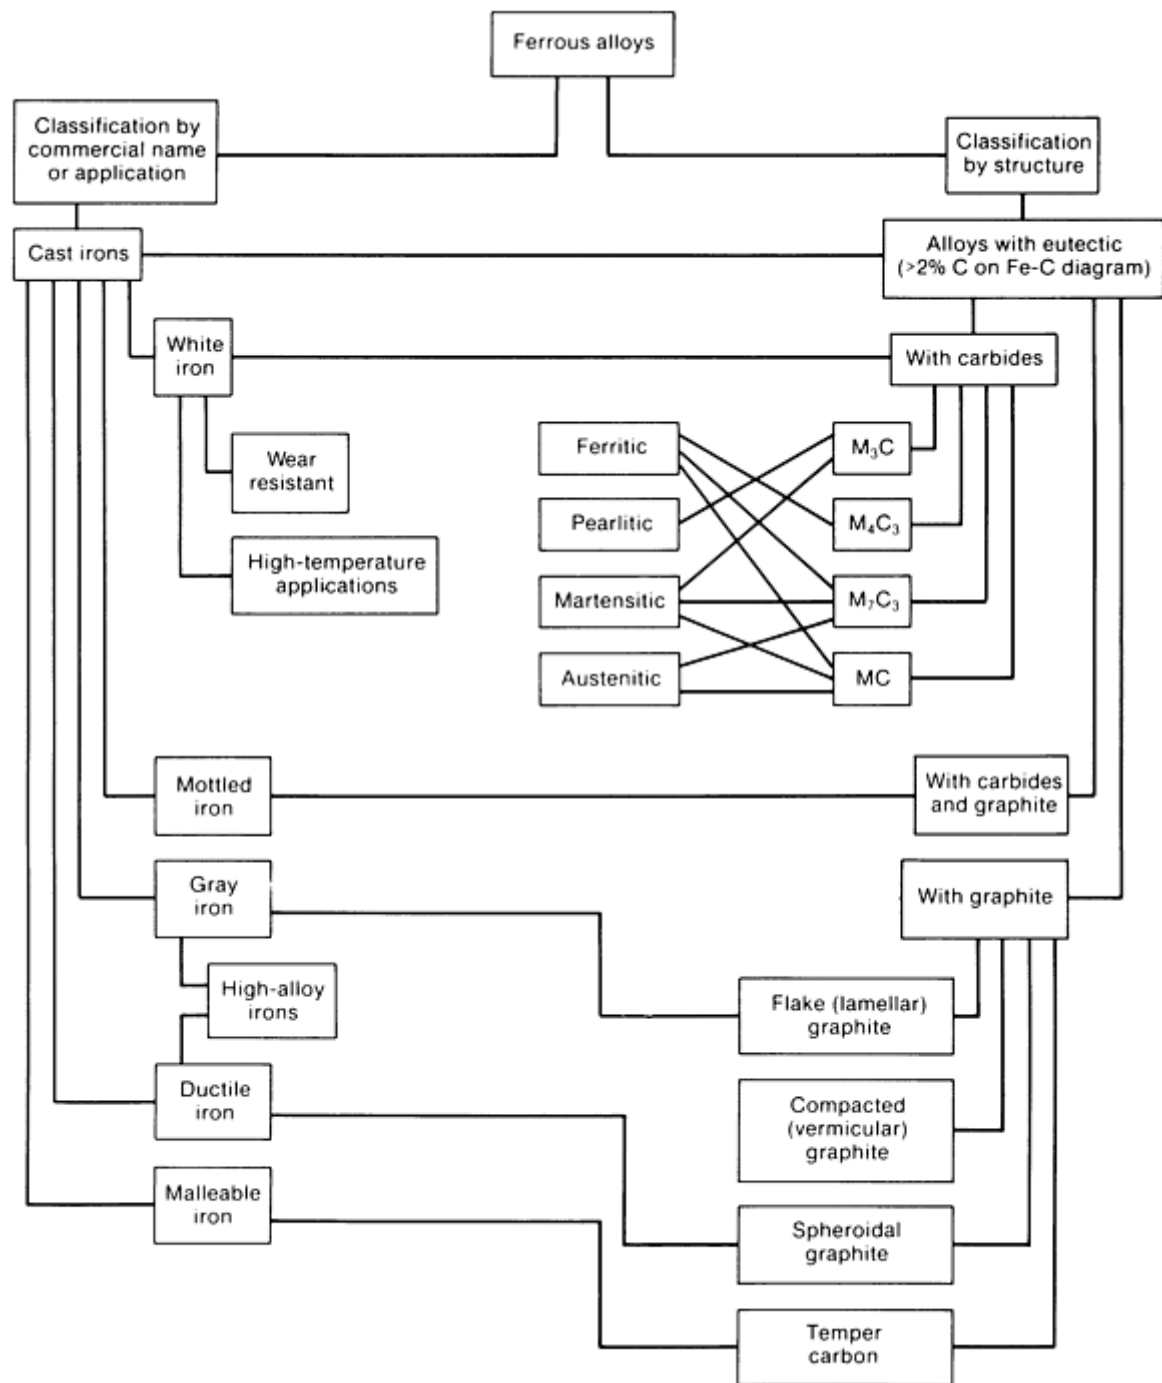 Ferrous alloys
Classification by
commercial name
or application
Classification
by structure
Cast irons
Alloys with eutectic
(>2% C on Fe-C diagram)
White
iron
With carbides
Wear
resistant
High-temperature
applications
Ferritic
M₃C
Pearlitic
M₄C₃
Martensitic
M₇C₃
Austenitic
MC
Mottled
iron
With carbides
and graphite
Gray
iron
With graphite
High-alloy
irons
Flake (lamellar)
graphite
Ductile
iron
Compacted
(vermicular)
graphite
Malleable
iron
Spheroidal
graphite
Temper
carbon